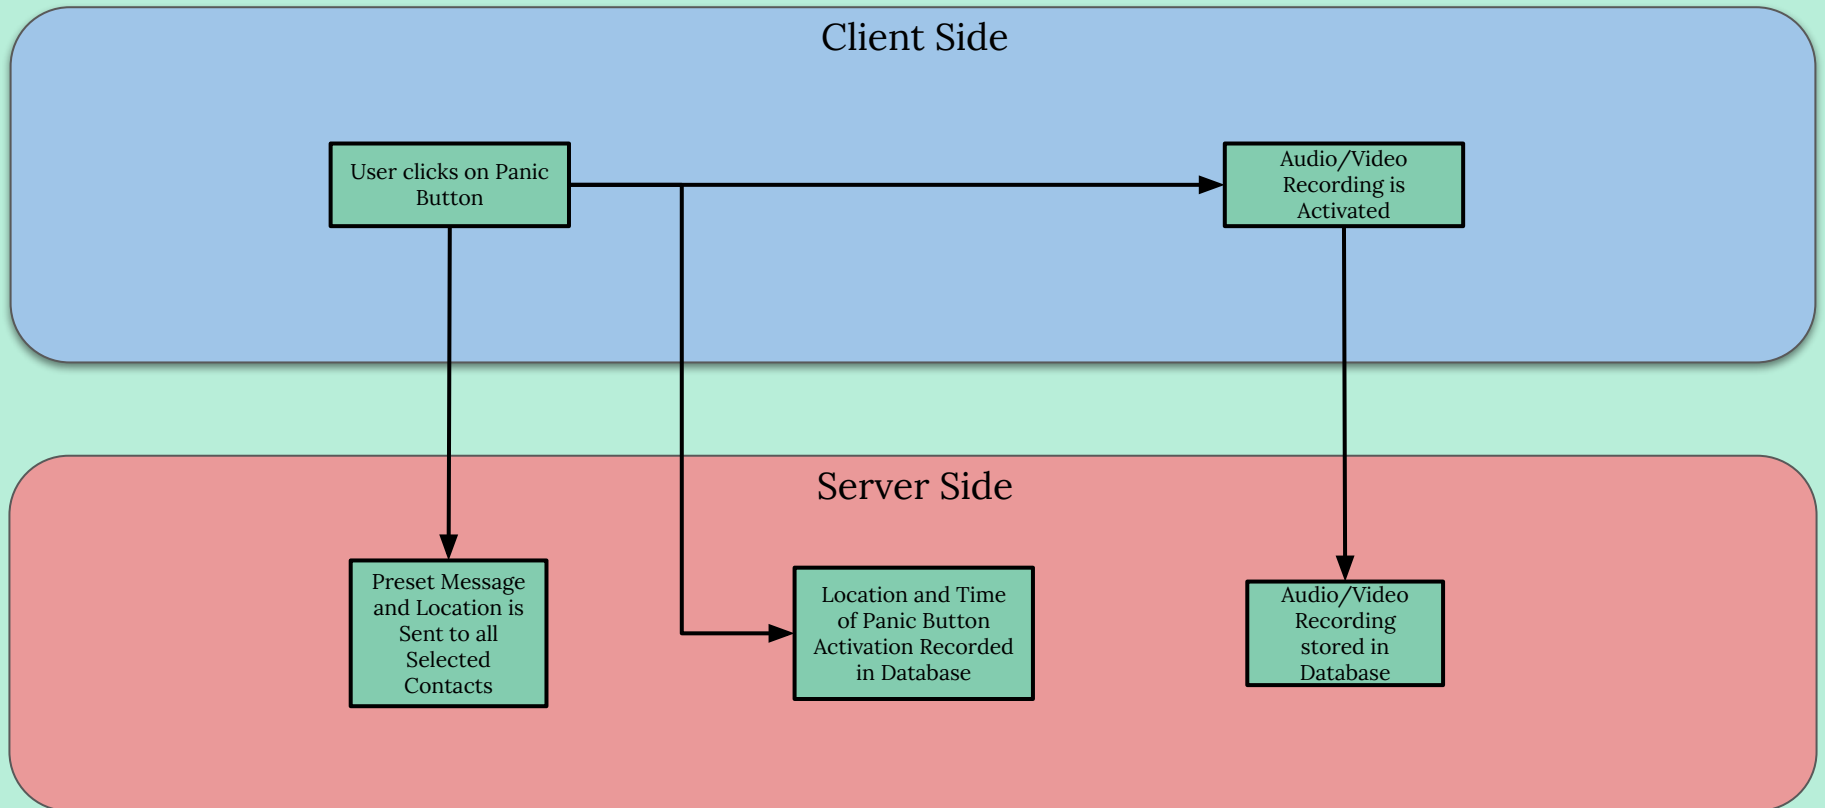 Client Side
User clicks on Panic
Button
Audio/Video
Recording is
Activated
Server Side
Preset Message
and Location is
Sent to all
Selected
Contacts
Location and Time
of Panic Button
Activation Recorded
in Database
Audio/Video
Recording
stored in
Database